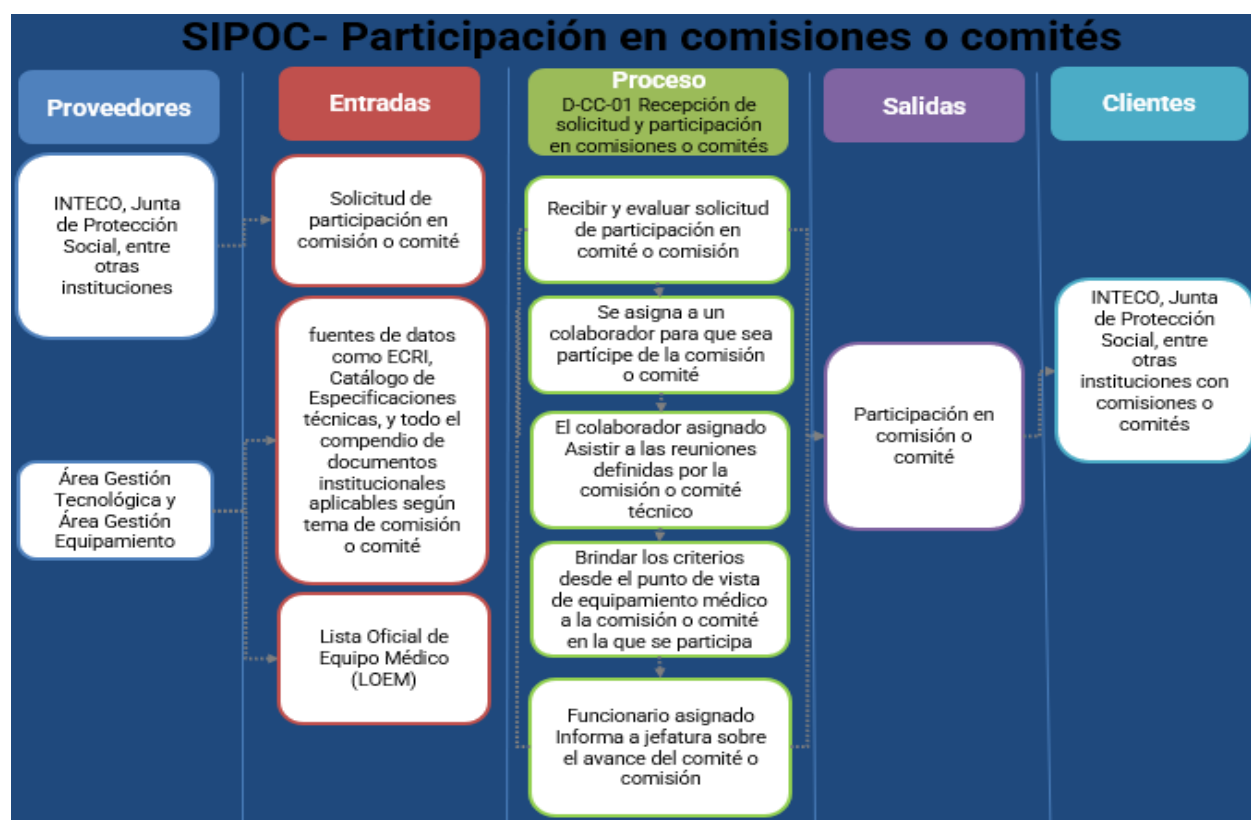 SIPOC- Participación en comisiones o comités
Proveedores
INTECO, Junta
de Protección
Social, entre
otras
instituciones
Área Gestión
Tecnológica y
Área Gestión
Equipamiento
Entradas
Solicitud de
participación en
comisión o comité
fuentes de datos
como ECRI,
Catálogo de
Especificaciones
técnicas, y todo el
compendio de
documentos
institucionales
aplicables según
tema de comisión
o comité
Lista Oficial de
Equipo Médico
(LOEM)
Proceso
D-CC-01 Recepción de
solicitud y participación
en comisiones o comités
Recibir y evaluar solicitud
de participación en
comité o comisión
Se asigna a un
colaborador para que sea
partícipe de la comisión
o comité
El colaborador asignado
Asistir a las reuniones
definidas por la
comisión o comité
técnico
Brindar los criterios
desde el punto de vista
de equipamiento médico
a la comisión o comité
en la que se participa
Funcionario asignado
Informa a jefatura sobre
el avance del comité o
comisión
Salidas
Participación en
comisión o
comité
Clientes
INTECO, Junta
de Protección
Social, entre
otras
instituciones con
comisiones o
comités